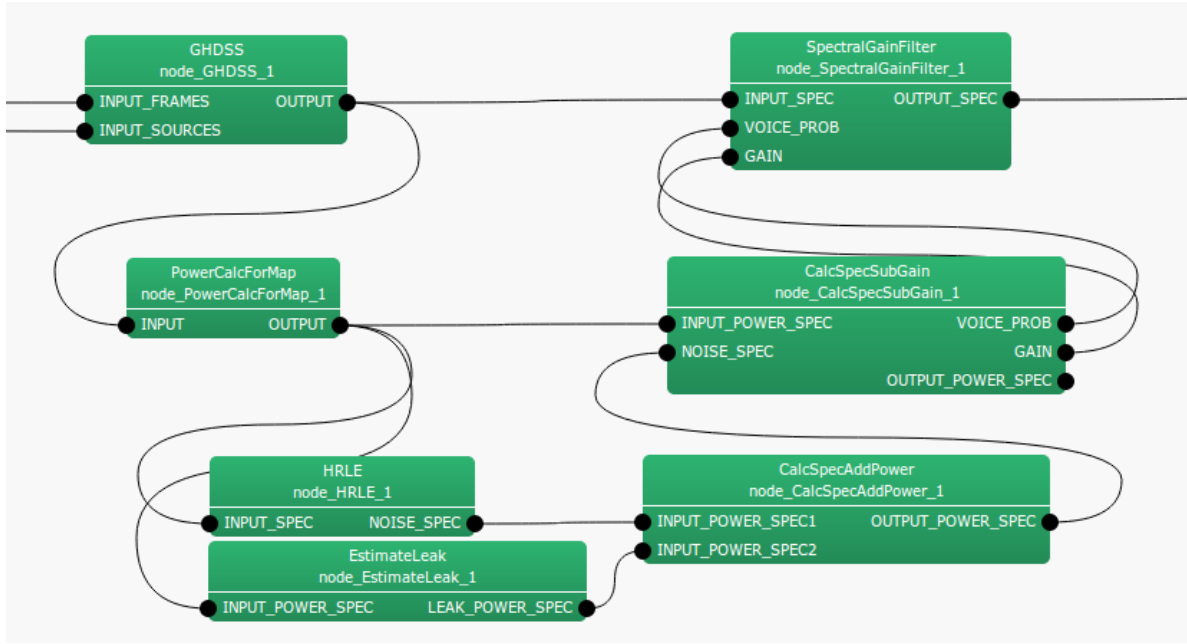 GHDSS
node_GHDSS_1
INPUT_FRAMES OUTPUT
INPUT_SOURCES
SpectralGainFilter
node_SpectralGainFilter_1
INPUT_SPEC OUTPUT_SPEC
VOICE_PROB
GAIN
PowerCalcForMap
node_PowerCalcForMap_1
INPUT OUTPUT
CalcSpecSubGain
node_CalcSpecSubGain_1
INPUT_POWER_SPEC VOICE_PROB
NOISE_SPEC GAIN
OUTPUT_POWER_SPEC
HRLE
node_HRLE_1
INPUT_SPEC NOISE_SPEC
CalcSpecAddPower
node_CalcSpecAddPower_1
INPUT_POWER_SPEC1 OUTPUT_POWER_SPEC
INPUT_POWER_SPEC2
EstimateLeak
node_EstimateLeak_1
INPUT_POWER_SPEC LEAK_POWER_SPEC